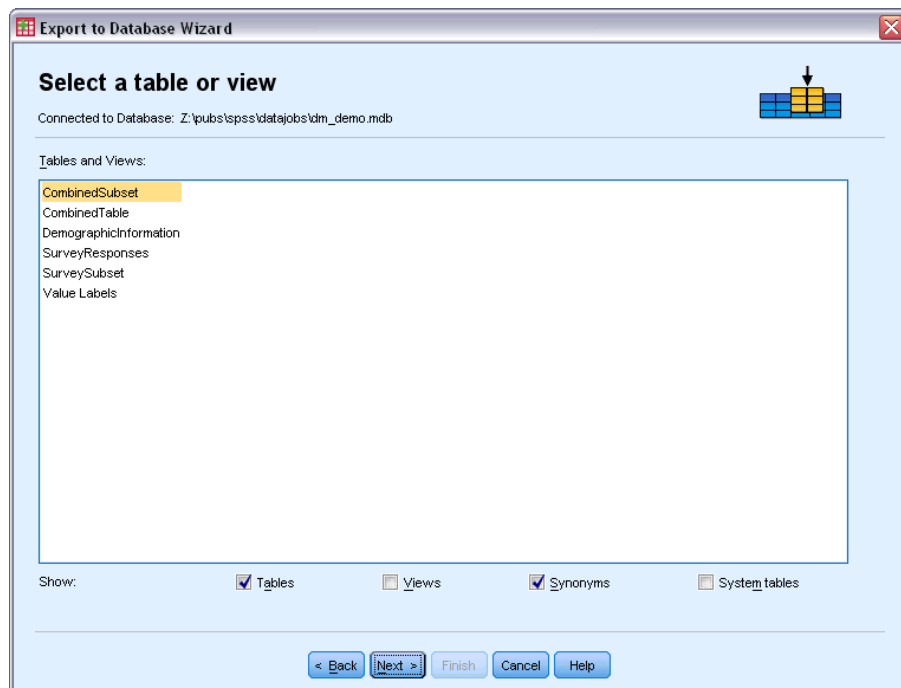 Export to Database Wizard
Select a table or view
Connected to Database: Z:\pubs\spss\datajobs\dm_demo.mdb
Tables and Views:
CombinedSubset
CombinedTable
DemographicInformation
SurveyResponses
SurveySubset
Value Labels
Show: Tables Views Synonyms System tables
< Back Next > Finish Cancel Help